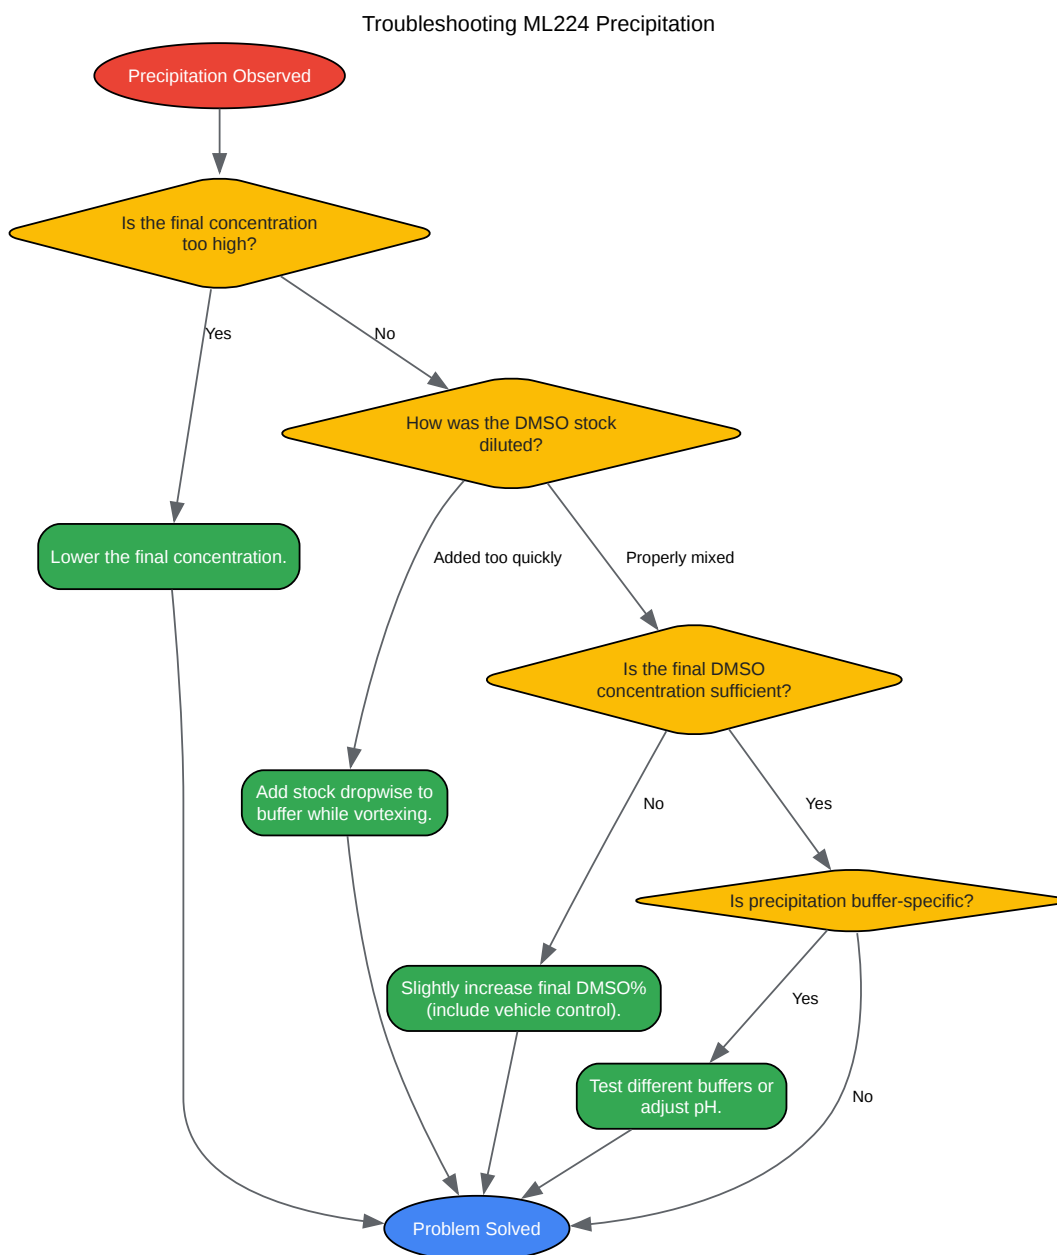 Troubleshooting ML224 Precipitation
Precipitation Observed
Is the final concentration
too high?
Yes
No
How was the DMSO stock
diluted?
Lower the final concentration.
Added too quickly
Properly mixed
Is the final DMSO
concentration sufficient?
Add stock dropwise to
buffer while vortexing.
No
Yes
Is precipitation buffer-specific?
Slightly increase final DMSO%
(include vehicle control).
Yes
Test different buffers or
adjust pH.
No
Problem Solved